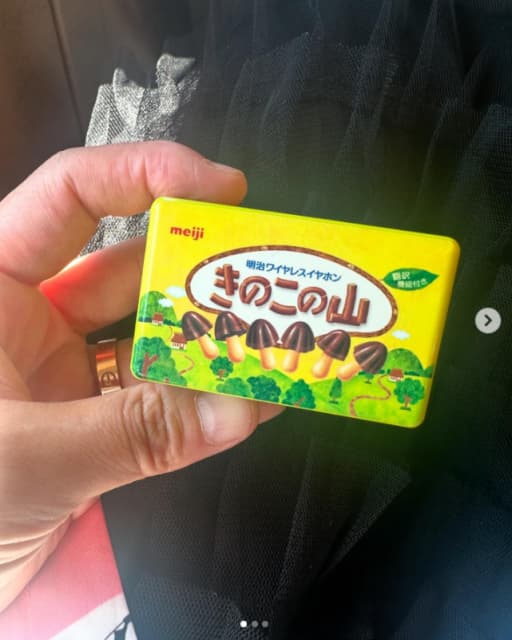 meiji
明治ワイヤレスイヤホン
きのこの山
翻訳
機能付き